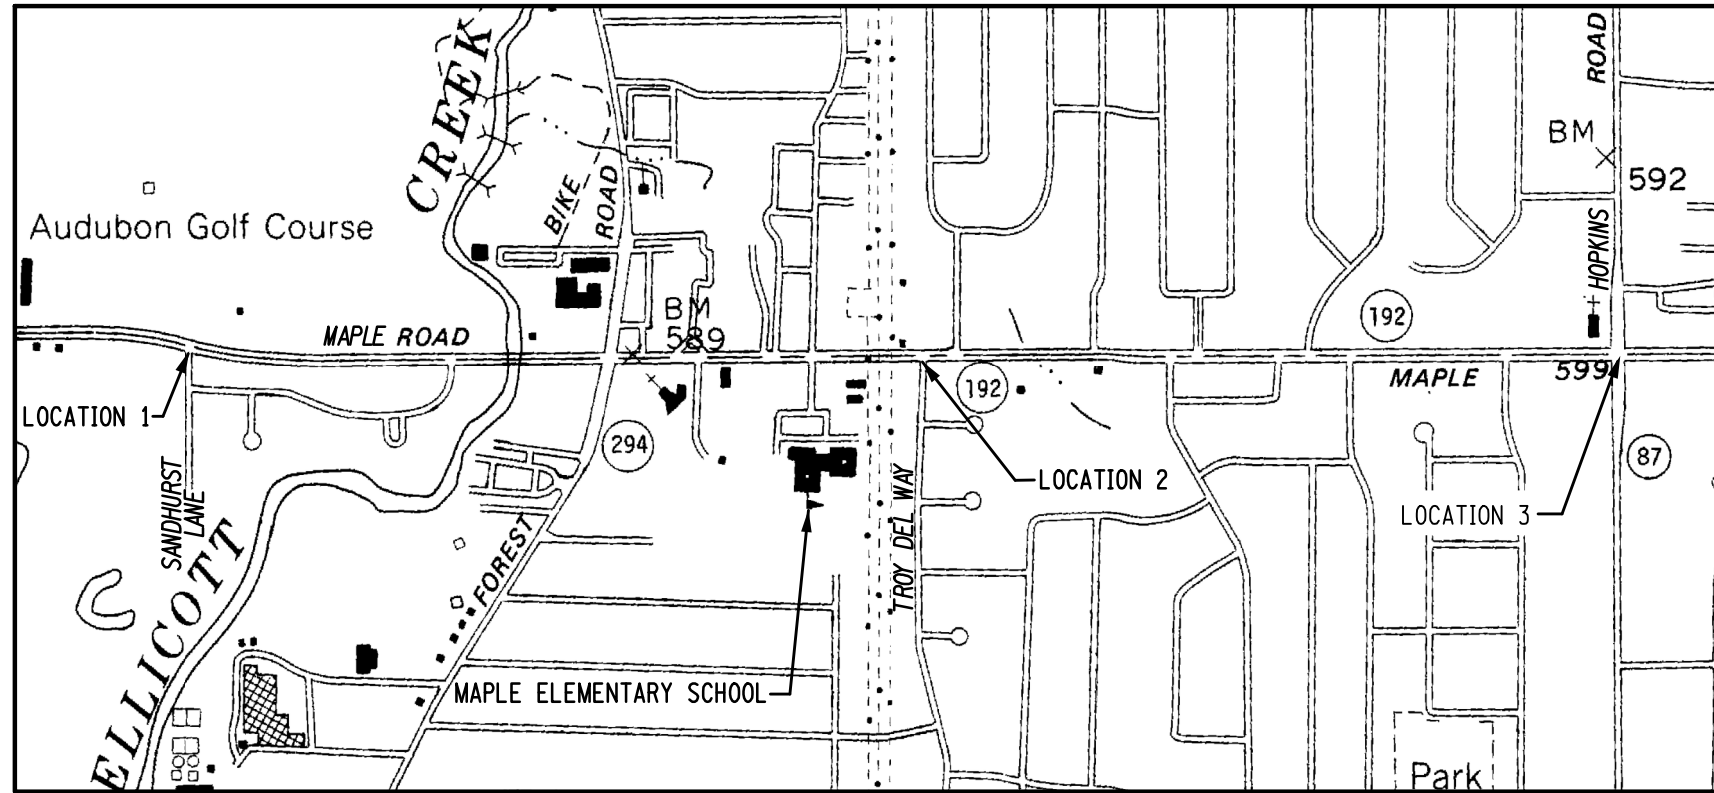 CREEK
ROAD
BM
592
BIKE
ROAD
HOPKINS
Audubon Golf Course
BM
589
192
MAPLE ROAD
MAPLE
599
192
LOCATION 1
294
87
LOCATION 2
SANDHURST
LANE
TROY DEL WAY
LOCATION 3
FOREST
ELLICOTT
MAPLE ELEMENTARY SCHOOL
Park